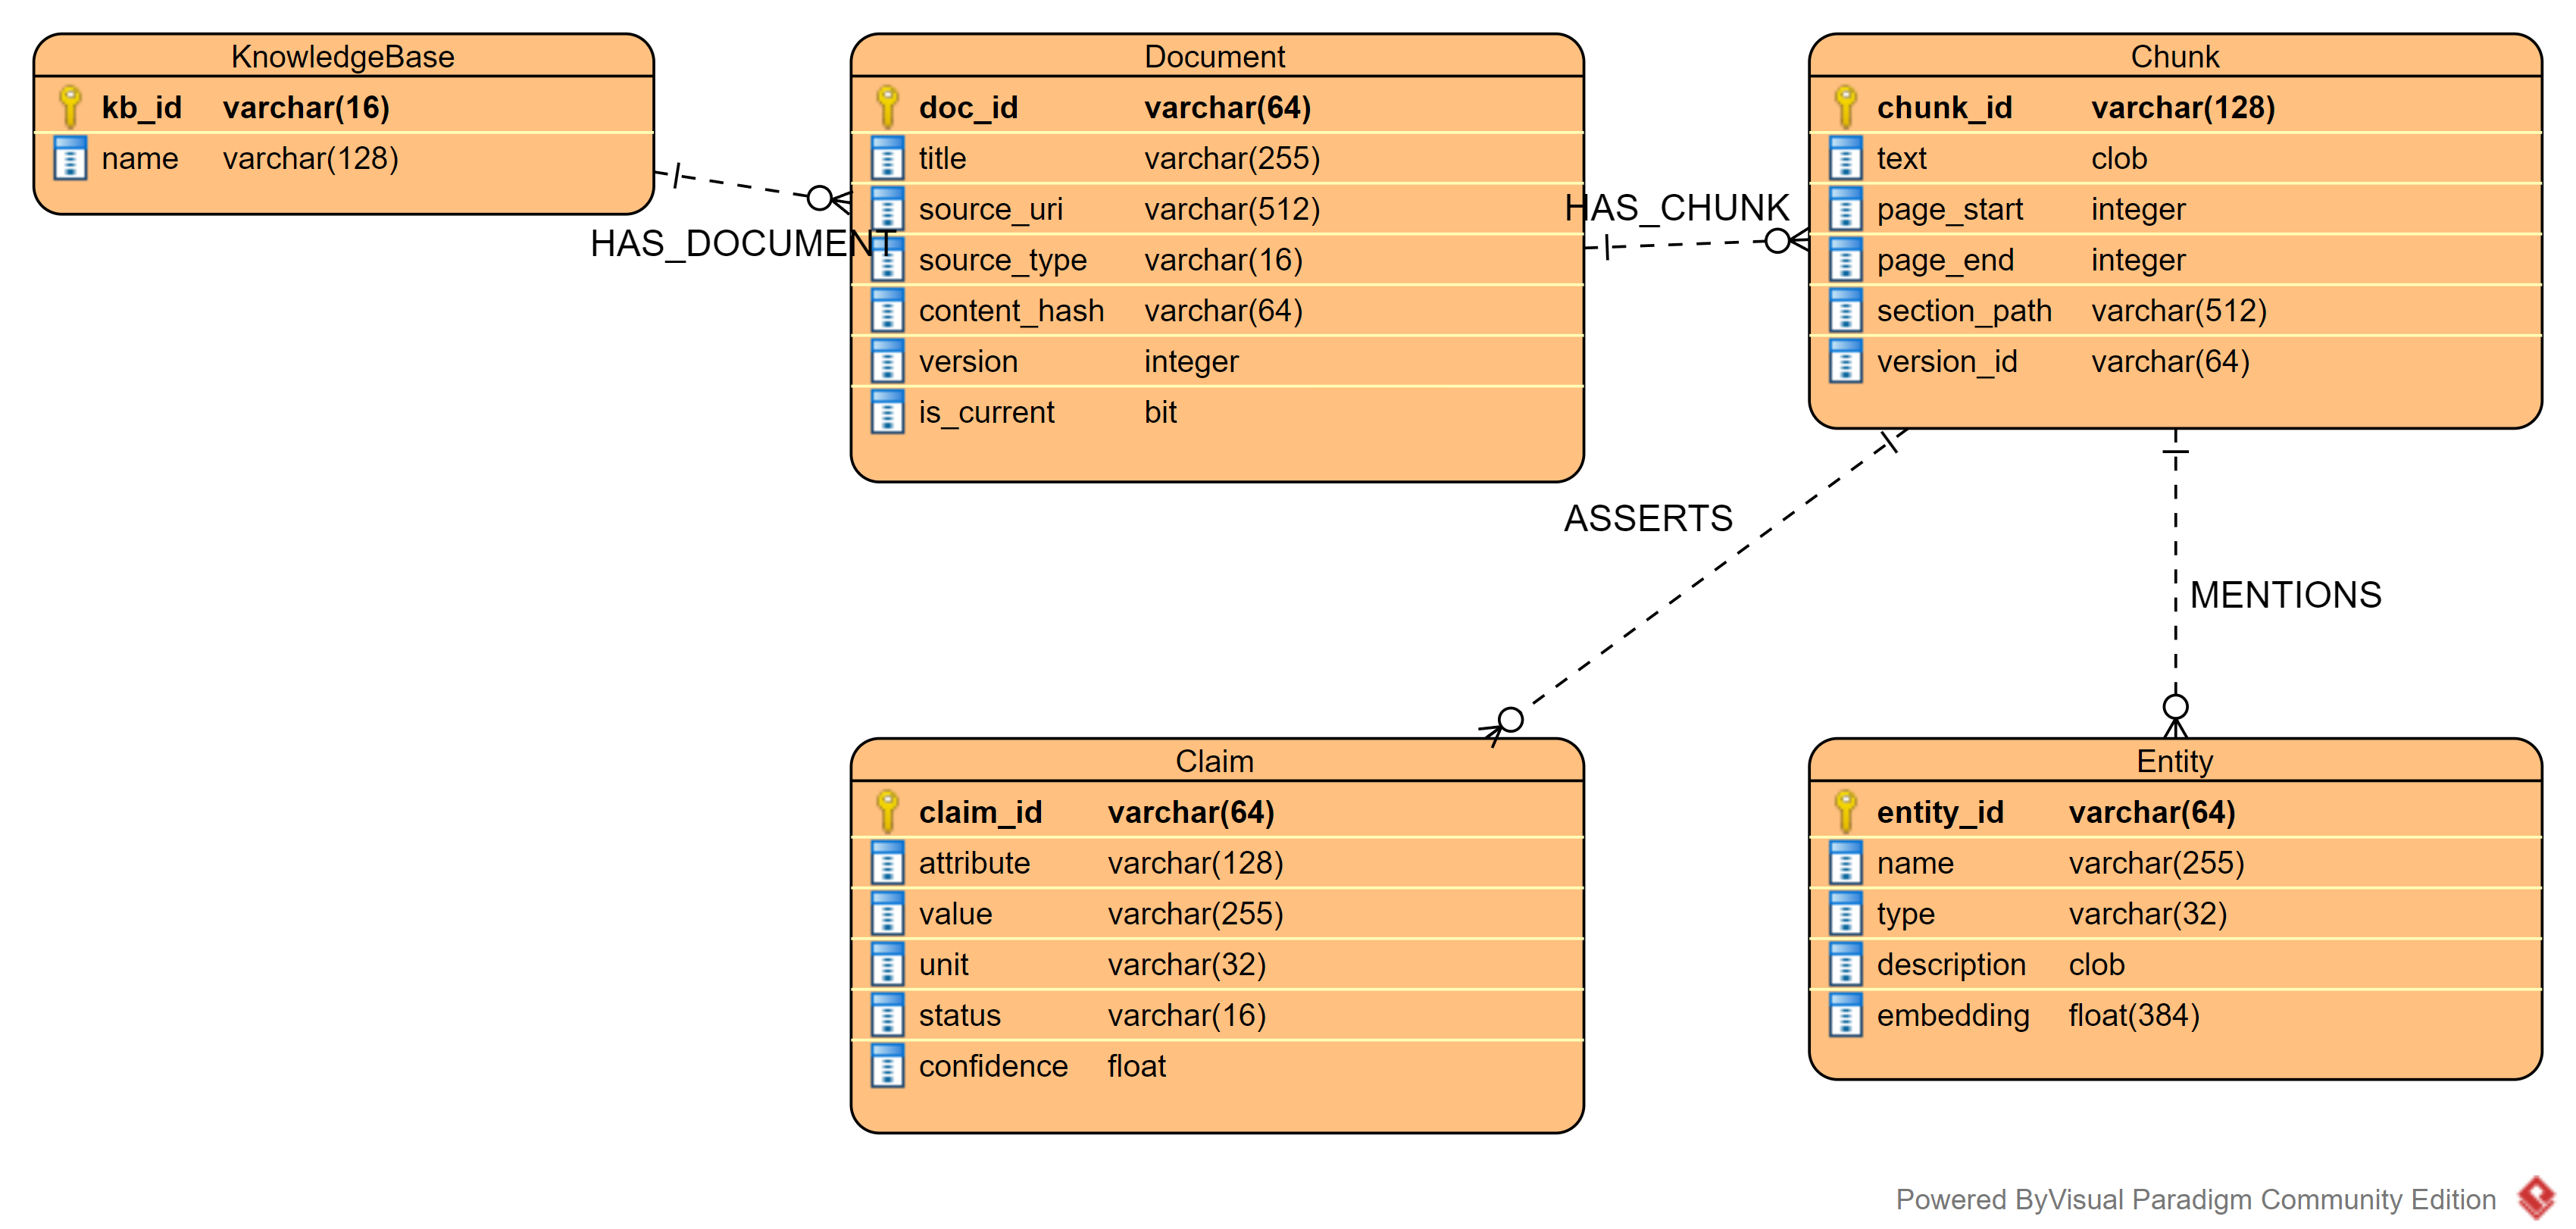 KnowledgeBase
kb_id varchar(16)
name varchar(128)
HAS_DOCUMENT
Document
doc_id varchar(64)
title varchar(255)
source_uri varchar(512)
source_type varchar(16)
content_hash varchar(64)
version integer
is_current bit
HAS_CHUNK
Chunk
chunk_id varchar(128)
text clob
page_start integer
page_end integer
section_path varchar(512)
version_id varchar(64)
ASSERTS
MENTIONS
Claim
claim_id varchar(64)
attribute varchar(128)
value varchar(255)
unit varchar(32)
status varchar(16)
confidence float
Entity
entity_id varchar(64)
name varchar(255)
type varchar(32)
description clob
embedding float(384)
Powered ByVisual Paradigm Community Edition